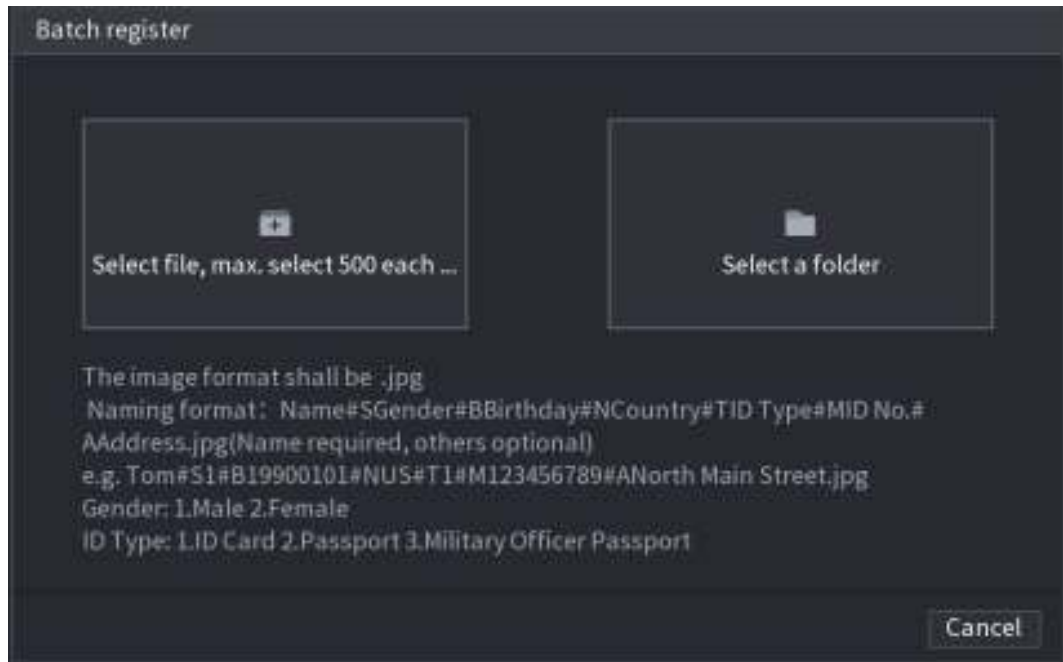 Batch register
Select file, max. select 500 each ...
Select a folder
The image format shall be .jpg
Naming format: Name#SGender#BBirthday#NCountry#TID Type#MID No.#
AAddress.jpg(Name required, others optional)
e.g. Tom#S1#B19900101#NUS#T1#M123456789#ANorth Main Street.jpg
Gender: 1.Male 2.Female
ID Type: 1.ID Card 2.Passport 3.Military Officer Passport
Cancel